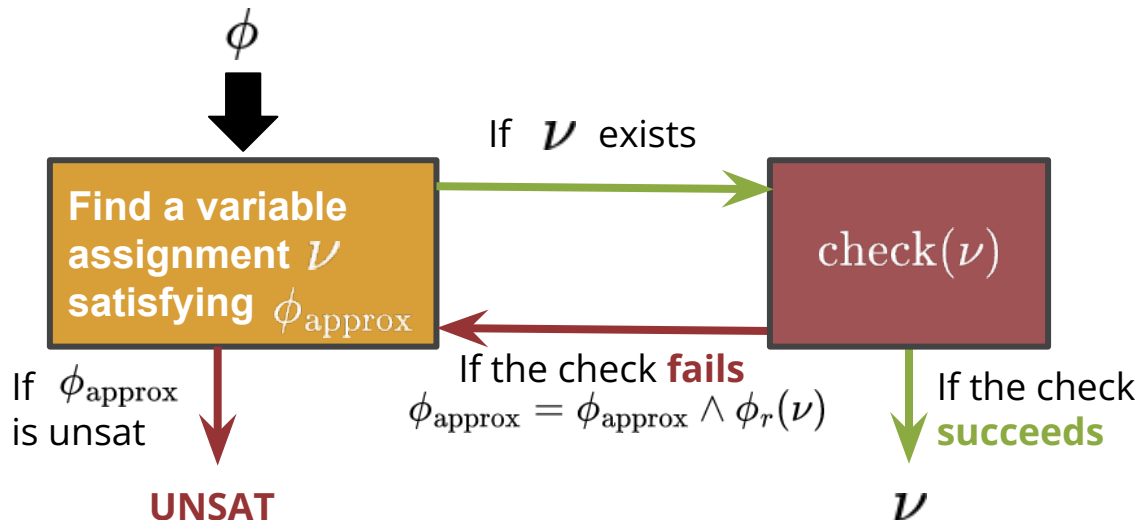 ϕ
If ν exists
Find a variable
assignment ν
satisfying ϕ_approx
check(ν)
If the check fails
ϕ_approx = ϕ_approx ∧ ϕ_r(ν)
If ϕ_approx
is unsat
If the check
succeeds
UNSAT
ν